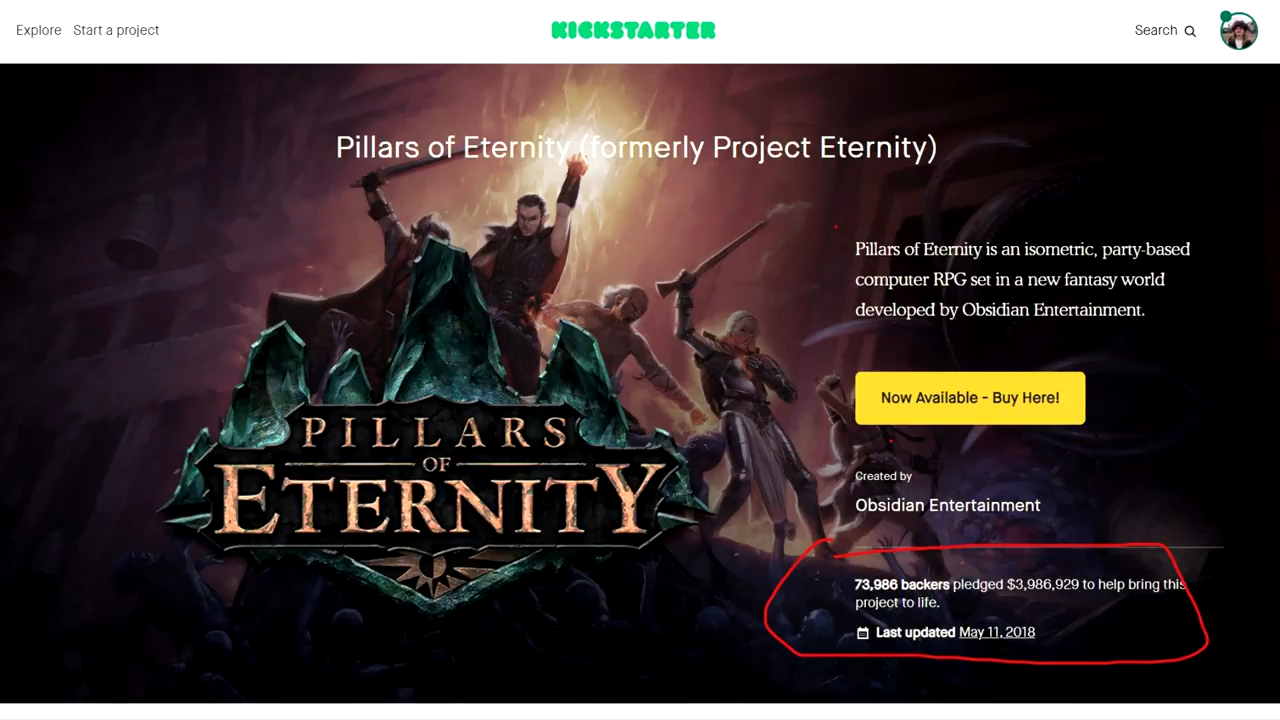 Explore Start a project KICKSTARTER Search
Pillars of Eternity (formerly Project Eternity)
Pillars of Eternity is an isometric, party-based
computer RPG set in a new fantasy world
developed by Obsidian Entertainment.
Now Available - Buy Here!
PILLARS
OF
ETERNITY
Created by
Obsidian Entertainment
73,986 backers pledged $3,986,929 to help bring this
project to life.
Last updated May 11, 2018